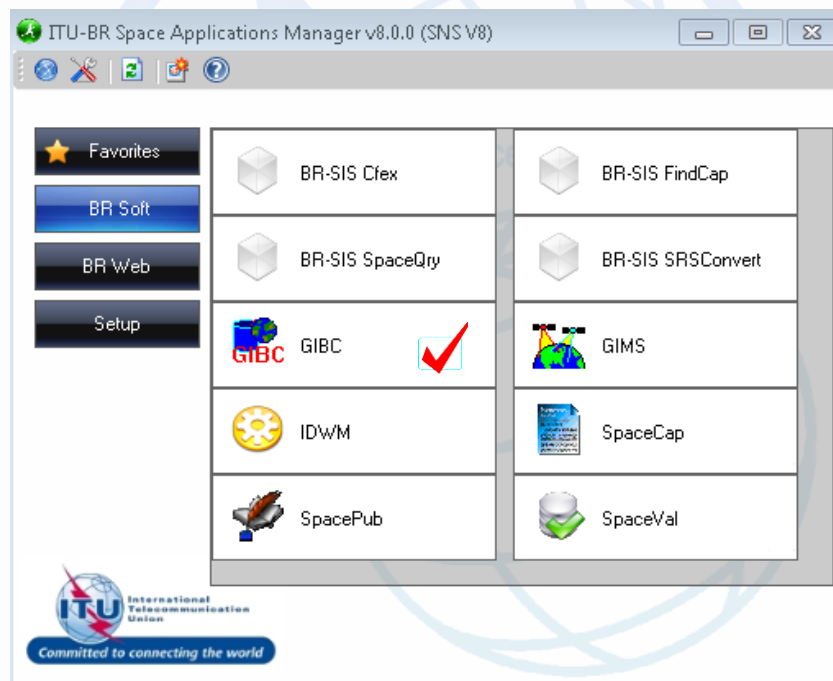 ITU-BR Space Applications Manager v8.0.0 (SNS V8)
Favorites
BR Soft
BR Web
Setup
BR-SIS Cfex
BR-SIS FindCap
BR-SIS SpaceQry
BR-SIS SRSConvert
GIBC
GIBC
GIMS
IDWM
SpaceCap
SpacePub
SpaceVal
ITU
International
Telecommunication
Union
Committed to connecting the world